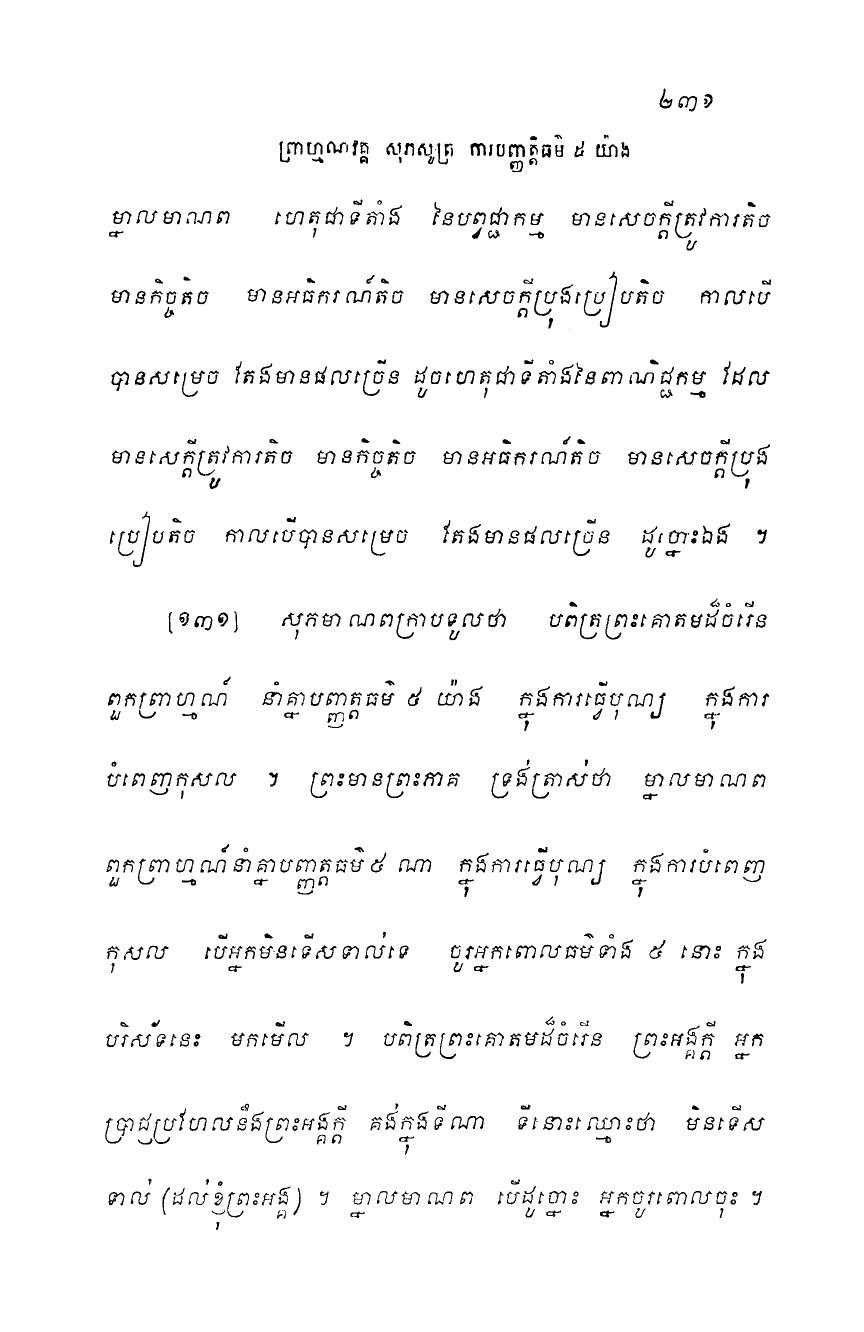 ២៣១
ព្រាហ្មណវគ្គ សុភសូត្រ ការបញ្ញត្តិធម៌ ៥ យ៉ាង
ម្នាលមាណព ហេតុជាទីតាំង នៃបព្វជ្ជាកម្ម មានសេចក្តីត្រូវការតិច
មានកិច្ចតិច មានអធិករណ៍តិច មានសេចក្តីប្រុងប្រៀបតិច កាលបើ
បានសម្រេច តែងមានផលច្រើន ដូចហេតុជាទីតាំងនៃពាណិជ្ជកម្ម ដែល
មានសេក្តីត្រូវការតិច មានកិច្ចតិច មានអធិករណ៍តិច មានសេចក្តីប្រុង
ប្រៀបតិច កាលបើបានសម្រេច តែងមានផលច្រើន ដូច្នោះឯង ។
[១៣១] សុភមាណពក្រាបទូលថា បពិត្រព្រះគោតមដ៏ចំរើន
ពួកព្រាហ្មណ៍ នាំគ្នាបញ្ញត្តធម៌ ៥ យ៉ាង ក្នុងការធ្វើបុណ្យ ក្នុងការ
បំពេញកុសល ។ ព្រះមានព្រះភាគ ទ្រង់ត្រាស់ថា ម្នាលមាណព
ពួកព្រាហ្មណ៍នាំគ្នាបញ្ញត្តធម៌ ៥ ណា ក្នុងការធ្វើបុណ្យ ក្នុងការបំពេញ
កុសល បើអ្នកមិនទើសទាល់ទេ ចូរអ្នកពោលធម៌ទាំង ៥ នោះ ក្នុង
បរិស័ទនេះ មកមើល ។ បពិត្រព្រះគោតមដ៏ចំរើន ព្រះអង្គក្តី អ្នក
ប្រាជ្ញប្រហែលនឹងព្រះអង្គក្តី គង់ក្នុងទីណា ទីនោះឈ្មោះថា មិនទើស
ទាល់ (ដល់ខ្ញុំព្រះអង្គ) ។ ម្នាលមាណព បើដូច្នោះ អ្នកចូរពោលចុះ ។